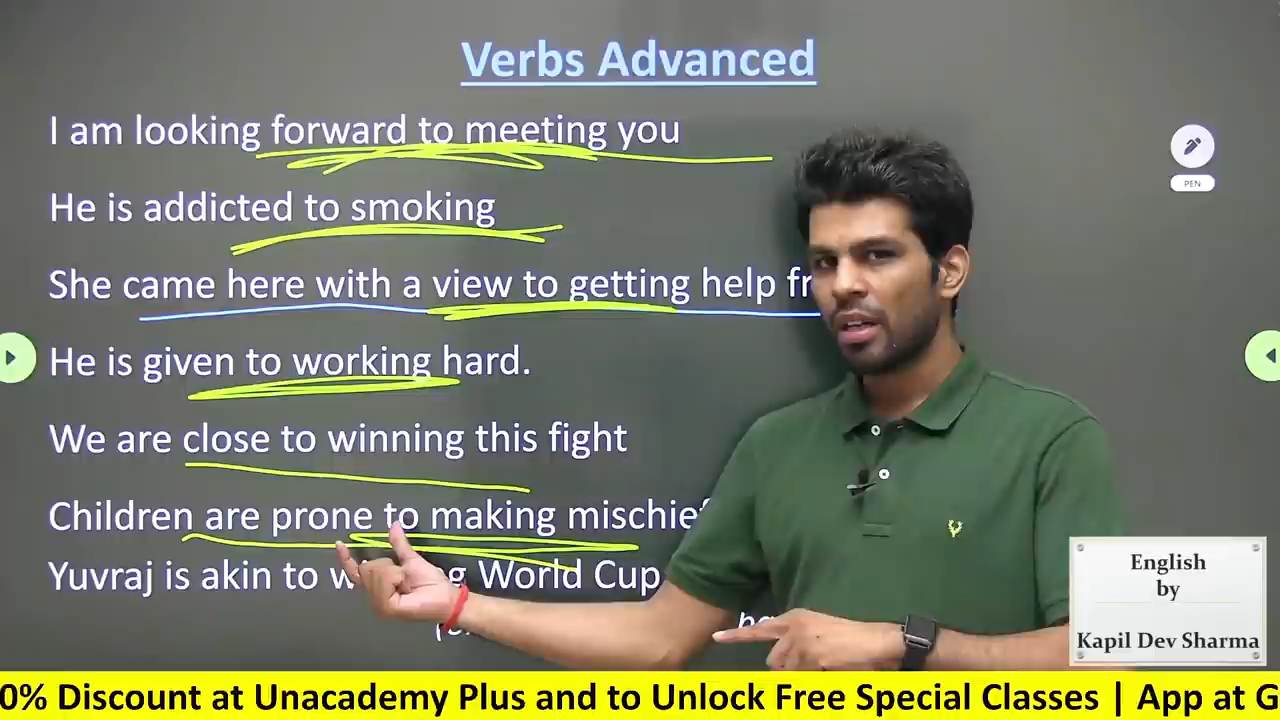 Verbs Advanced
I am looking forward to meeting you
PEN
He is addicted to smoking
She came here with a view to getting help
He is given to working hard.
We are close to winning this fight
Children are prone to making mischief
Yuvraj is akin to World Cup
English
by
Kapil Dev Sharma
0% Discount at Unacademy Plus and to Unlock Free Special Classes | App at G